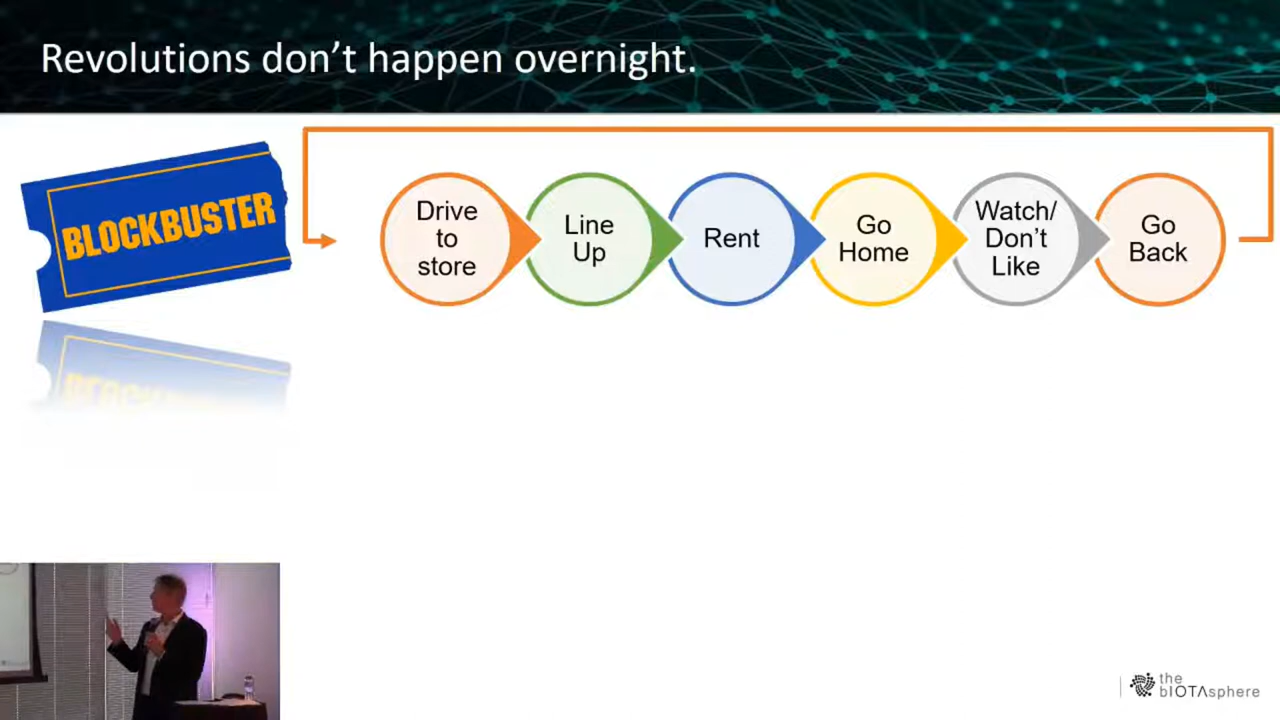 Revolutions don't happen overnight.
BLOCKBUSTER
Drive
to
store
Line
Up
Rent
Go
Home
Watch/
Don't
Like
Go
Back
the
bIOTAsphere